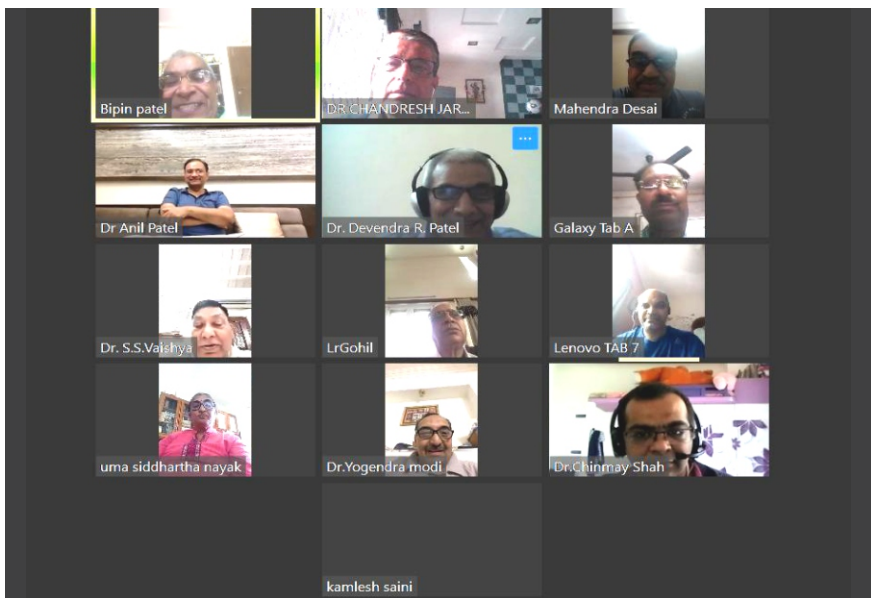 Bipin patel
DR CHANDRESH JAR...
Mahendra Desai
Dr Anil Patel
Dr. Devendra R. Patel
Galaxy Tab A
Dr. S.S.Vaishya
LrGohil
Lenovo TAB 7
uma siddhartha nayak
Dr.Yogendra modi
Dr.Chinmay Shah
kamlesh saini